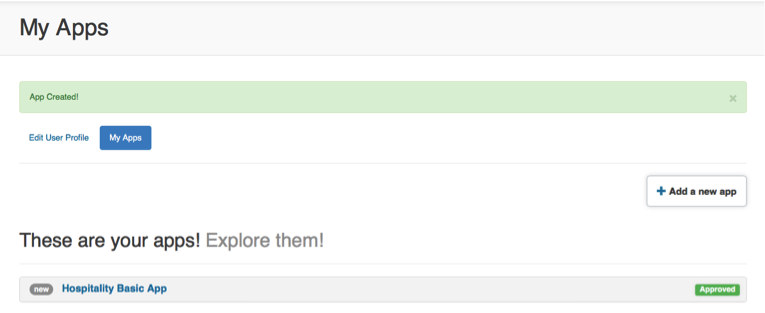 My Apps
App Created!
×
Edit User Profile My Apps
+ Add a new app
These are your apps! Explore them!
new Hospitality Basic App Approved